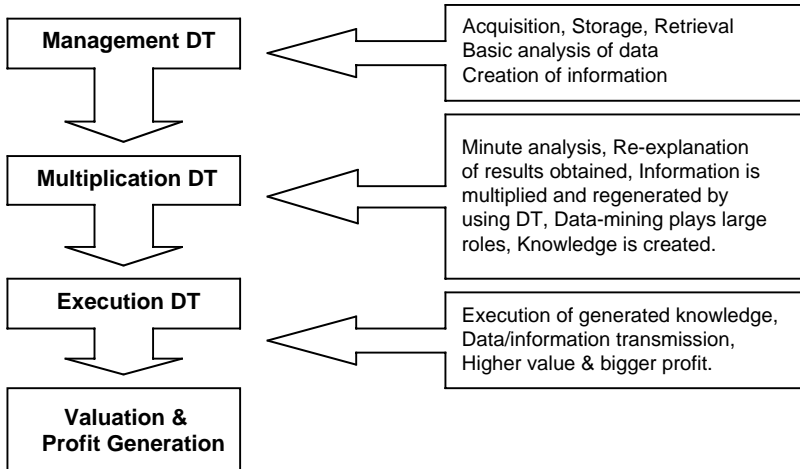 Management DT
Acquisition, Storage, Retrieval
Basic analysis of data
Creation of information
Multiplication DT
Minute analysis, Re-explanation
of results obtained, Information is
multiplied and regenerated by
using DT, Data-mining plays large
roles, Knowledge is created.
Execution DT
Execution of generated knowledge,
Data/information transmission,
Higher value & bigger profit.
Valuation &
Profit Generation